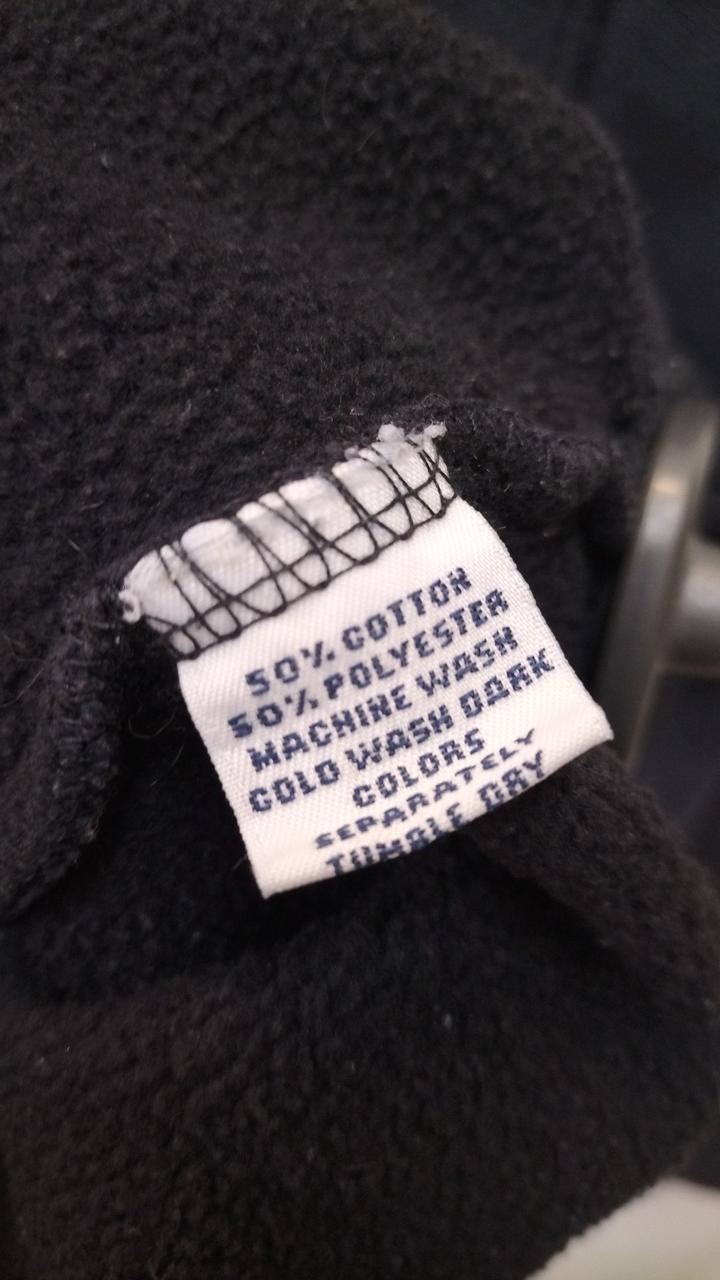 50% COTTON
50% POLYESTER
MACHINE WASH
COLD WASH DARK
COLORS
SEPARATELY
TUMBLE DRY